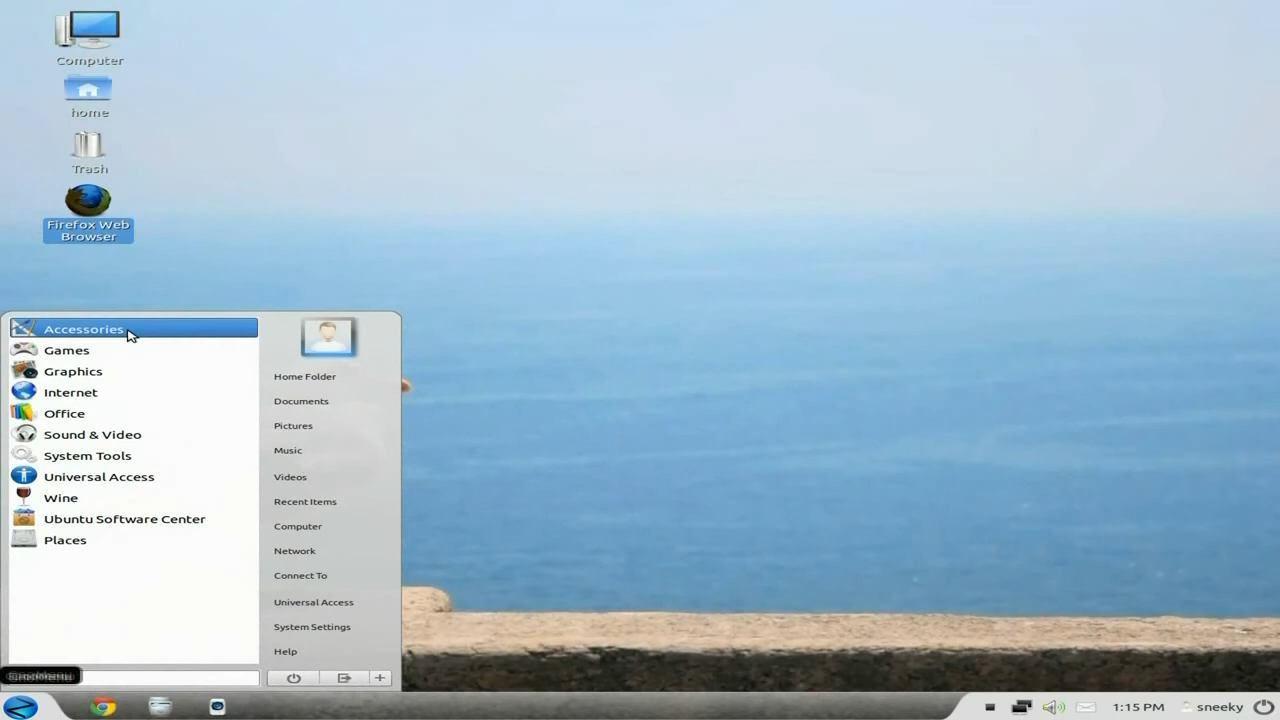 Computer
home
Trash
Firefox Web
Browser
Accessories
Games
Graphics
Internet
Office
Sound & Video
System Tools
Universal Access
Wine
Ubuntu Software Center
Places
Home Folder
Documents
Pictures
Music
Videos
Recent Items
Computer
Network
Connect To
Universal Access
System Settings
Help
1:15 PM
sneeky